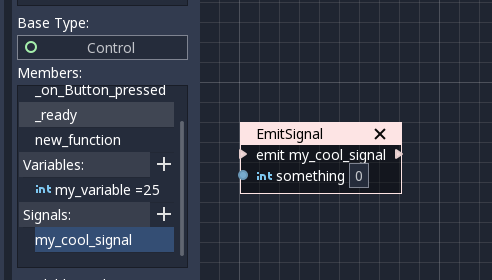 Base Type:
Control
Members:
_on_Button_pressed
_ready
new_function
Variables: +
int my_variable =25
Signals: +
my_cool_signal
EmitSignal ×
emit my_cool_signal
int something 0